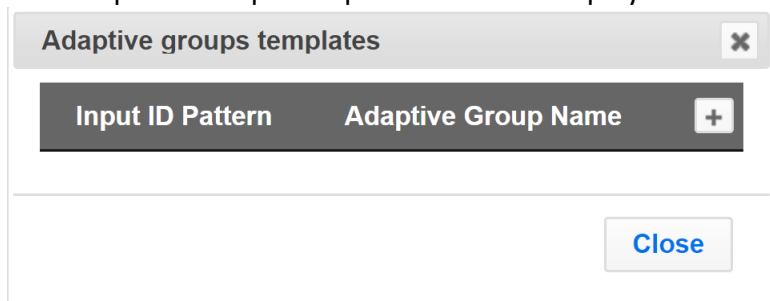 Adaptive groups templates
Input ID Pattern Adaptive Group Name +
Close